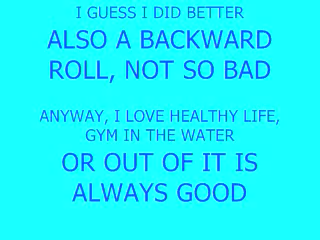 I GUESS I DID BETTER
ALSO A BACKWARD
ROLL, NOT SO BAD
ANYWAY, I LOVE HEALTHY LIFE,
GYM IN THE WATER
OR OUT OF IT IS
ALWAYS GOOD